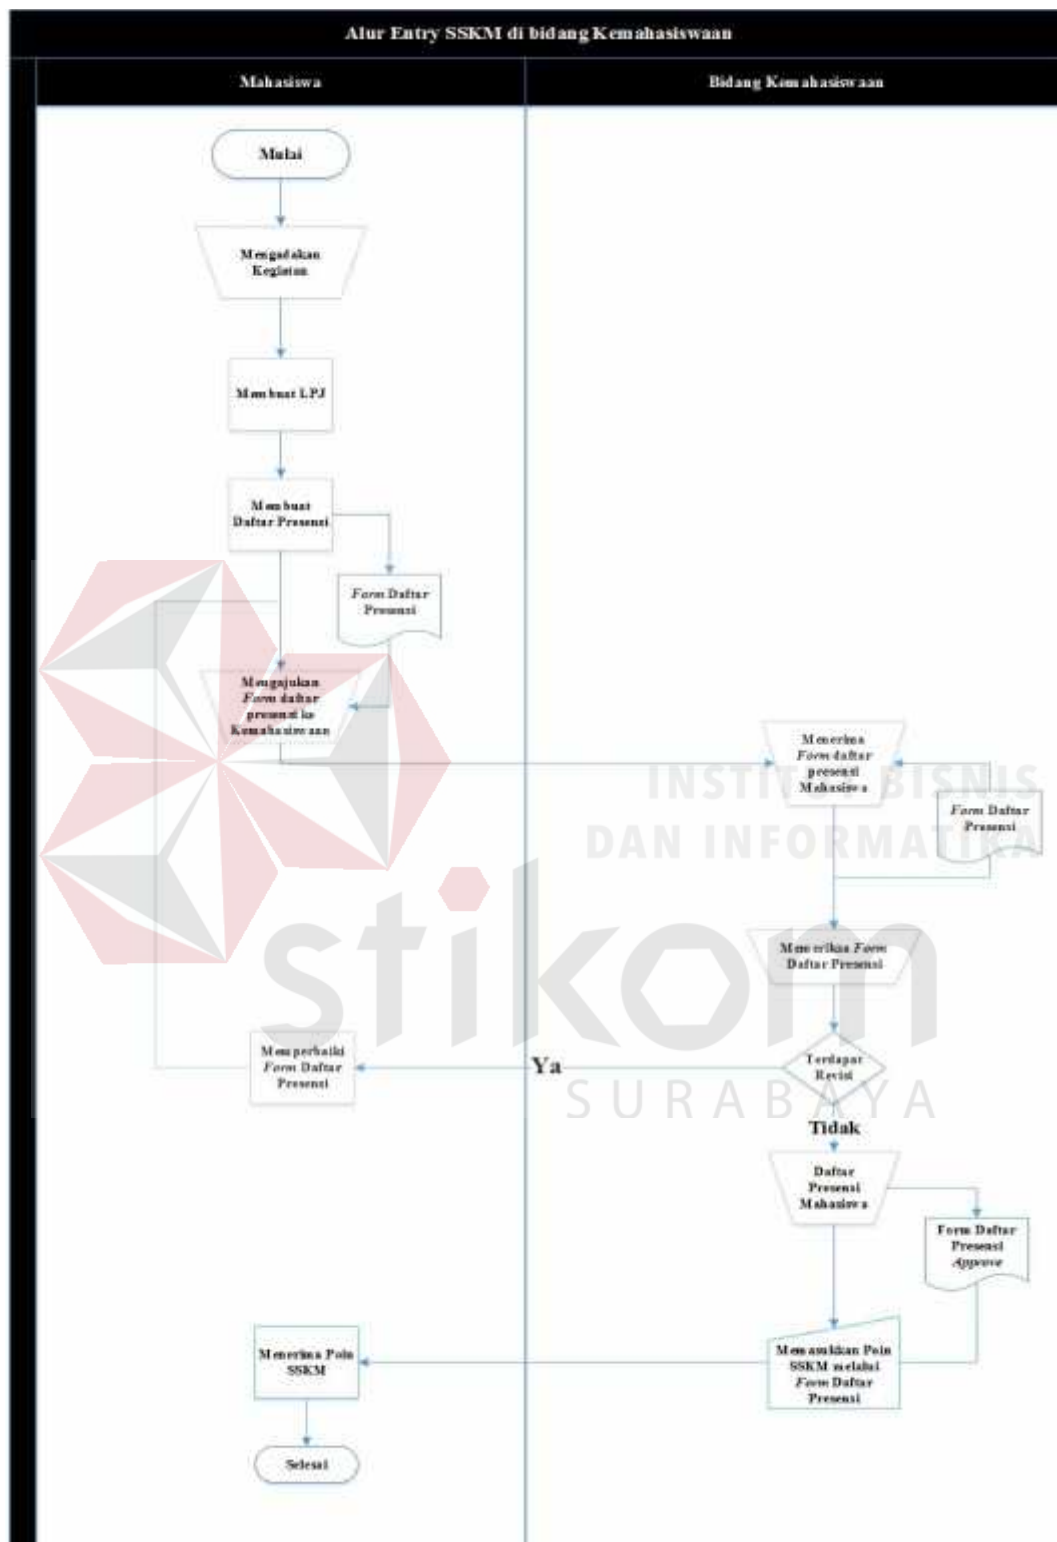 Alur Entry SSKM di bidang Kemahasiswaan
Mahasiswa
Bidang Kemahasiswaan
Mulai
Mengadakan
Kegiatan
Membuat LPJ
Membuat
Daftar Presensi
Form Daftar
Presensi
Mengajukan
Form daftar
presensi ke
Kemahasiswaan
Menerima
Form daftar
presensi
Mahasiswa
Form Daftar
Presensi
INSTITUT BISNIS
DAN INFORMATIKA
stikom
SURABAYA
Form
Daftar Presensi
Terdapat
Revisi
Ya
Memperbaiki
Form Daftar
Presensi
Tidak
Daftar
Presensi
Mahasiswa
Form Daftar
Presensi
Approve
Memasukkan Poin
SSKM melalui
Form Daftar
Presensi
Menerima Poin
SSKM
Selesai